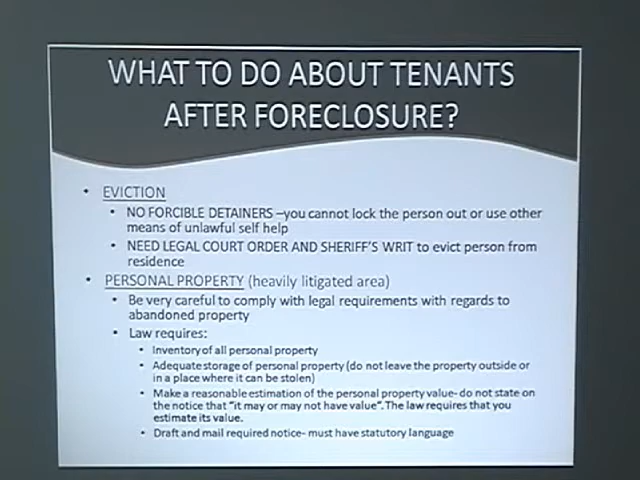 WHAT TO DO ABOUT TENANTS
AFTER FORECLOSURE?
• EVICTION
• NO FORCIBLE DETAINERS –you cannot lock the person out or use other
means of unlawful self help
• NEED LEGAL COURT ORDER AND SHERIFF'S WRIT to evict person from
residence
• PERSONAL PROPERTY (heavily litigated area)
• Be very careful to comply with legal requirements with regards to
abandoned property
• Law requires:
• Inventory of all personal property
• Adequate storage of personal property (do not leave the property outside or
in a place where it can be stolen)
• Make a reasonable estimation of the personal property value- do not state on
the notice that "it may or may not have value". The law requires that you
estimate its value.
• Draft and mail required notice- must have statutory language